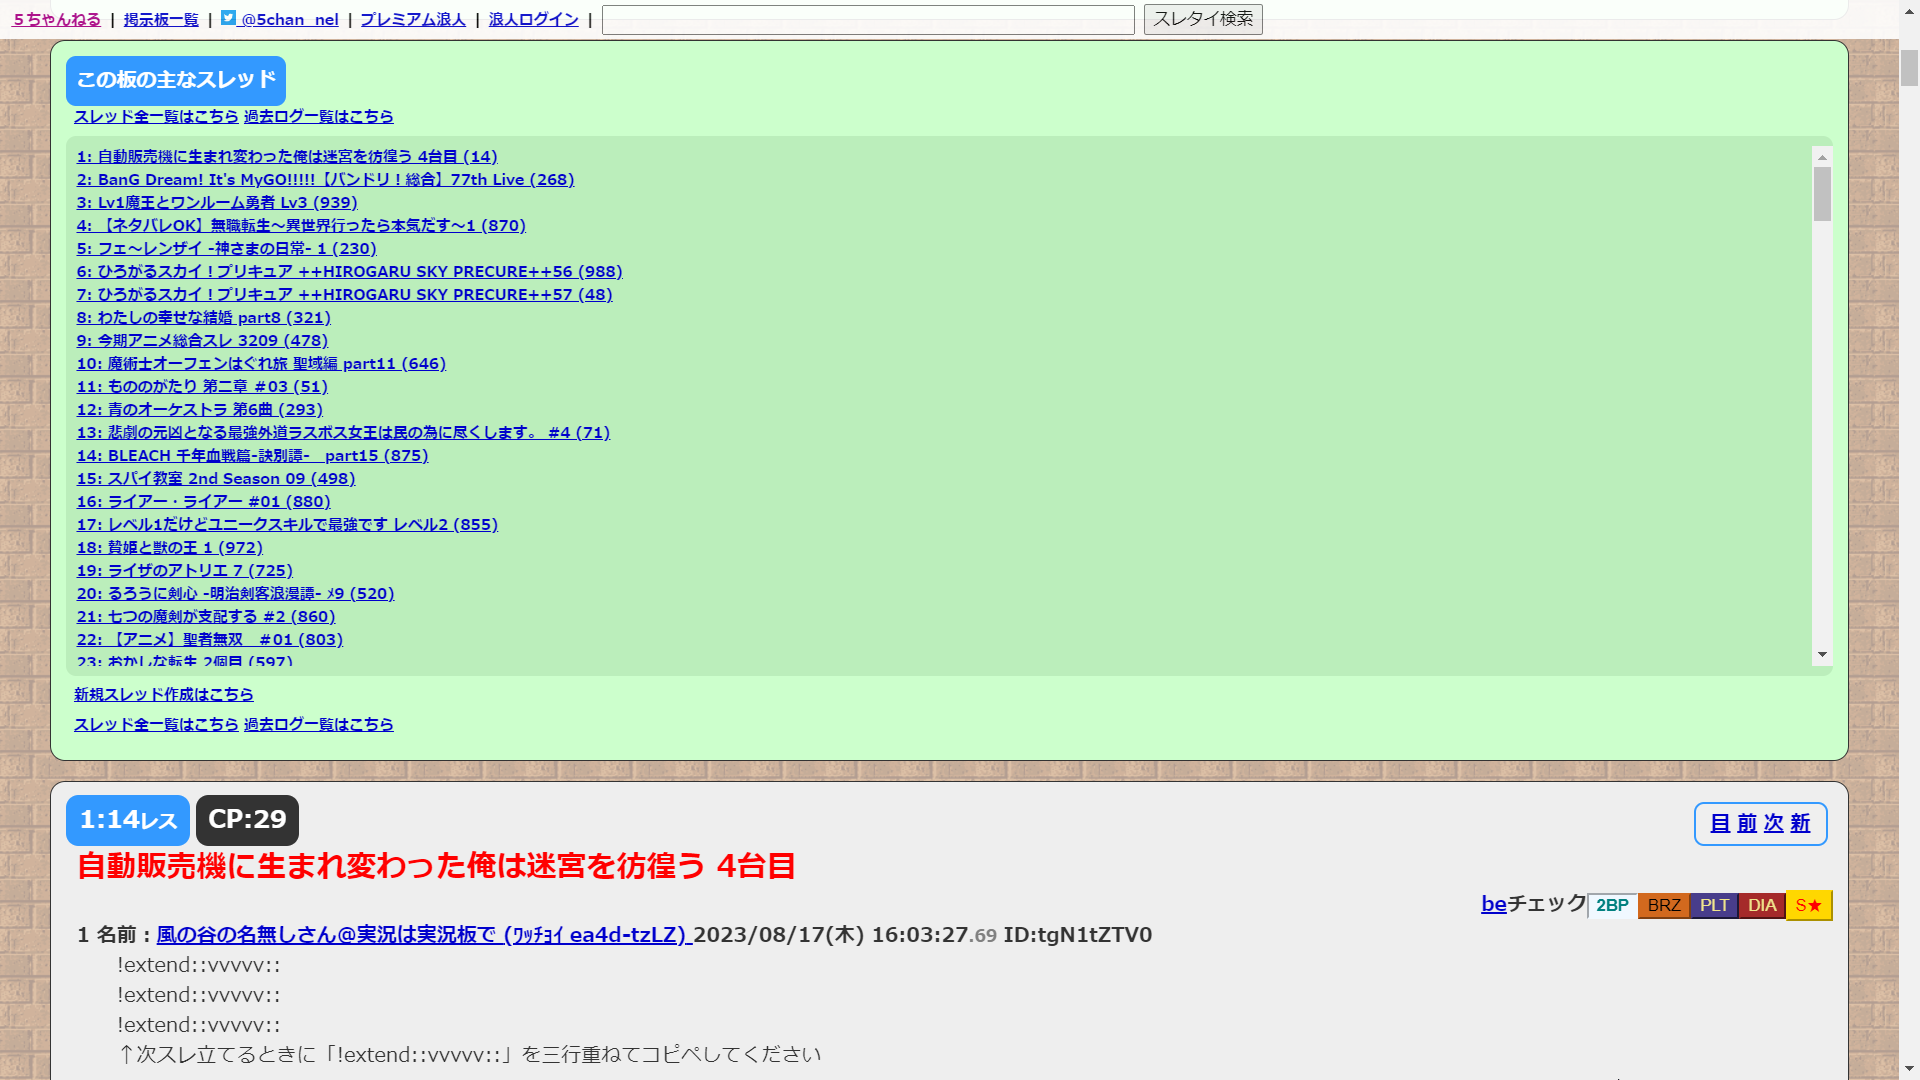 ５ちゃんねる | 掲示板一覧 | @5chan_nel | プレミアム浪人 | 浪人ログイン | スレタイ検索
この板の主なスレッド
スレッド全一覧はこちら 過去ログ一覧はこちら
1: 自動販売機に生まれ変わった俺は迷宮を彷徨う 4台目 (14)
2: BanG Dream! It's MyGO!!!!!【バンドリ！総合】77th Live (268)
3: Lv1魔王とワンルーム勇者 Lv3 (939)
4: 【ネタバレOK】無職転生～異世界行ったら本気だす～1 (870)
5: フェ～レンザイ -神さまの日常- 1 (230)
6: ひろがるスカイ！プリキュア ++HIROGARU SKY PRECURE++56 (988)
7: ひろがるスカイ！プリキュア ++HIROGARU SKY PRECURE++57 (48)
8: わたしの幸せな結婚 part8 (321)
9: 今期アニメ総合スレ 3209 (478)
10: 魔術士オーフェンはぐれ旅 聖域編 part11 (646)
11: もののがたり 第二章 ＃03 (51)
12: 青のオーケストラ 第6曲 (293)
13: 悲劇の元凶となる最強外道ラスボス女王は民の為に尽くします。 #4 (71)
14: BLEACH 千年血戦篇-訣別譚-　part15 (875)
15: スパイ教室 2nd Season 09 (498)
16: ライアー・ライアー #01 (880)
17: レベル1だけどユニークスキルで最強です レベル2 (855)
18: 贄姫と獣の王 1 (972)
19: ライザのアトリエ 7 (725)
20: るろうに剣心 -明治剣客浪漫譚- ﾒ9 (520)
21: 七つの魔剣が支配する #2 (860)
22: 【アニメ】聖者無双　＃01 (803)
23: おかしな転生 2個目 (597)
新規スレッド作成はこちら
スレッド全一覧はこちら 過去ログ一覧はこちら
1:14レス CP:29
目 前 次 新
自動販売機に生まれ変わった俺は迷宮を彷徨う 4台目
beチェック 2BP BRZ PLT DIA S★
1 名前：風の谷の名無しさん＠実況は実況板で (ﾜｯﾁｮｲ ea4d-tzLZ) 2023/08/17(木) 16:03:27.69 ID:tgN1tZTV0
!extend::vvvvv::
!extend::vvvvv::
!extend::vvvvv::
↑次スレ立てるときに「!extend::vvvvv::」を三行重ねてコピペしてください